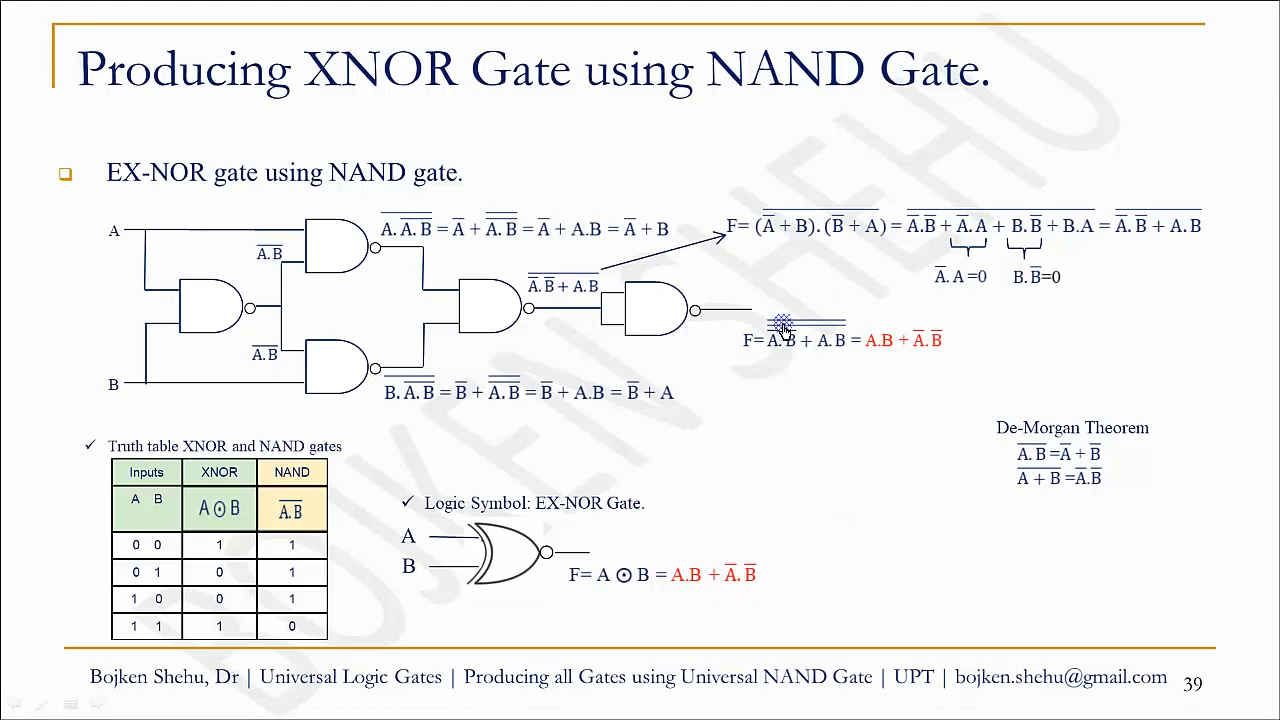 Producing XNOR Gate using NAND Gate.
❑ EX-NOR gate using NAND gate.
A
B
A̅.̅B̅
A̅.̅B̅
A̅.̅A̿.̿B̿ = A̅ + A̿.̿B̿ = A̅ + A.B = A̅ + B
B̅.̅A̿.̿B̿ = B̅ + A̿.̿B̿ = B̅ + A.B = B̅ + A
A̿.B̿ ̅+̅ A̅.̅B̅
F= (̅A̿ ̅+̅ B̅)̅.̅(̅B̿ ̅+̅ A̅)̅ = A̿.̅B̿ ̅+̅ A̿.̅A̅ ̅+̅ B̅.̅B̿ ̅+̅ B̅.̅A̅ = A̿.̅B̿ ̅+̅ A̅.̅B̅
A̅.A =0 B.B̅=0
F= A̿.B̿ + A̿.̿B̿ = A.B + A̅.B̅
De-Morgan Theorem
A̅.̅B̅ =A̅ + B̅
A̅ ̅+̅ B̅ =A̅.B̅
✓ Truth table XNOR and NAND gates
Inputs XNOR NAND
A B A⊙B A̅.̅B̅
0 0 1 1
0 1 0 1
1 0 0 1
1 1 1 0
✓ Logic Symbol: EX-NOR Gate.
A
B
F= A ⊙ B = A.B + A̅.B̅
Bojken Shehu, Dr | Universal Logic Gates | Producing all Gates using Universal NAND Gate | UPT | bojken.shehu@gmail.com
39
BOJKEN SHEHU